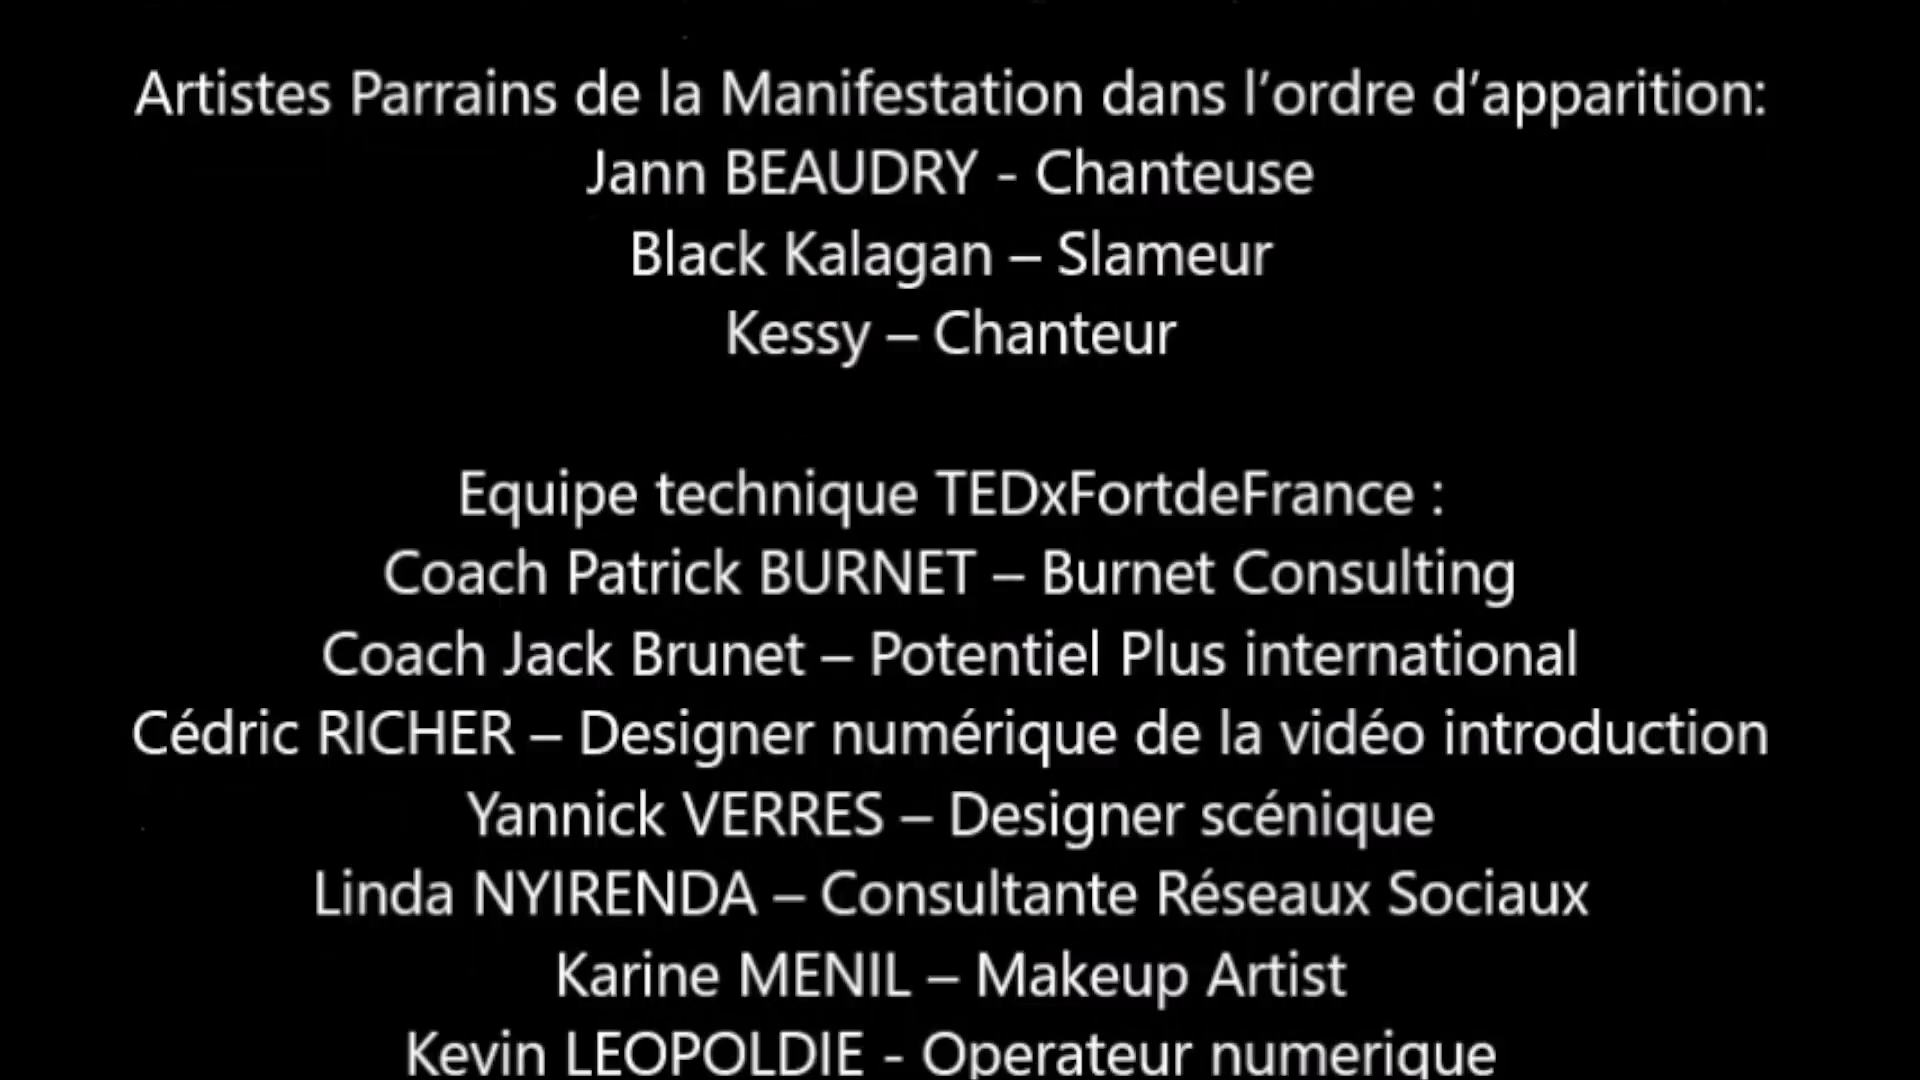 Artistes Parrains de la Manifestation dans l’ordre d’apparition:
Jann BEAUDRY - Chanteuse
Black Kalagan – Slameur
Kessy – Chanteur
Equipe technique TEDxFortdeFrance :
Coach Patrick BURNET – Burnet Consulting
Coach Jack Brunet – Potentiel Plus international
Cédric RICHER – Designer numérique de la vidéo introduction
Yannick VERRES – Designer scénique
Linda NYIRENDA – Consultante Réseaux Sociaux
Karine MENIL – Makeup Artist
Kevin LEOPOLDIE - Operateur numerique